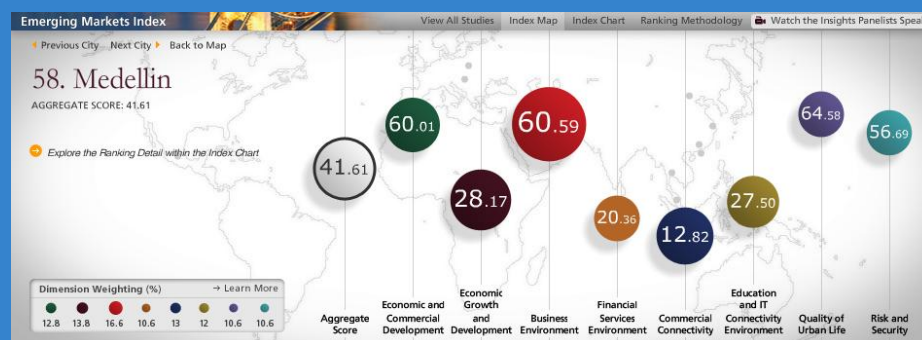 Emerging Markets Index
View All Studies Index Map Index Chart Ranking Methodology Watch the Insights Panelists Spea
Previous City Next City Back to Map
58. Medellin
AGGREGATE SCORE: 41.61
Explore the Ranking Detail within the Index Chart
41.61
60.01
28.17
60.59
20.36
12.82
27.50
64.58
56.69
Dimension Weighting (%) → Learn More
12.8 13.8 16.6 10.6 13 12 10.6 10.6
Aggregate
Score
Economic and
Commercial
Development
Economic
Growth
and
Development
Business
Environment
Financial
Services
Environment
Commercial
Connectivity
Education
and IT
Connectivity
Environment
Quality of
Urban Life
Risk and
Security